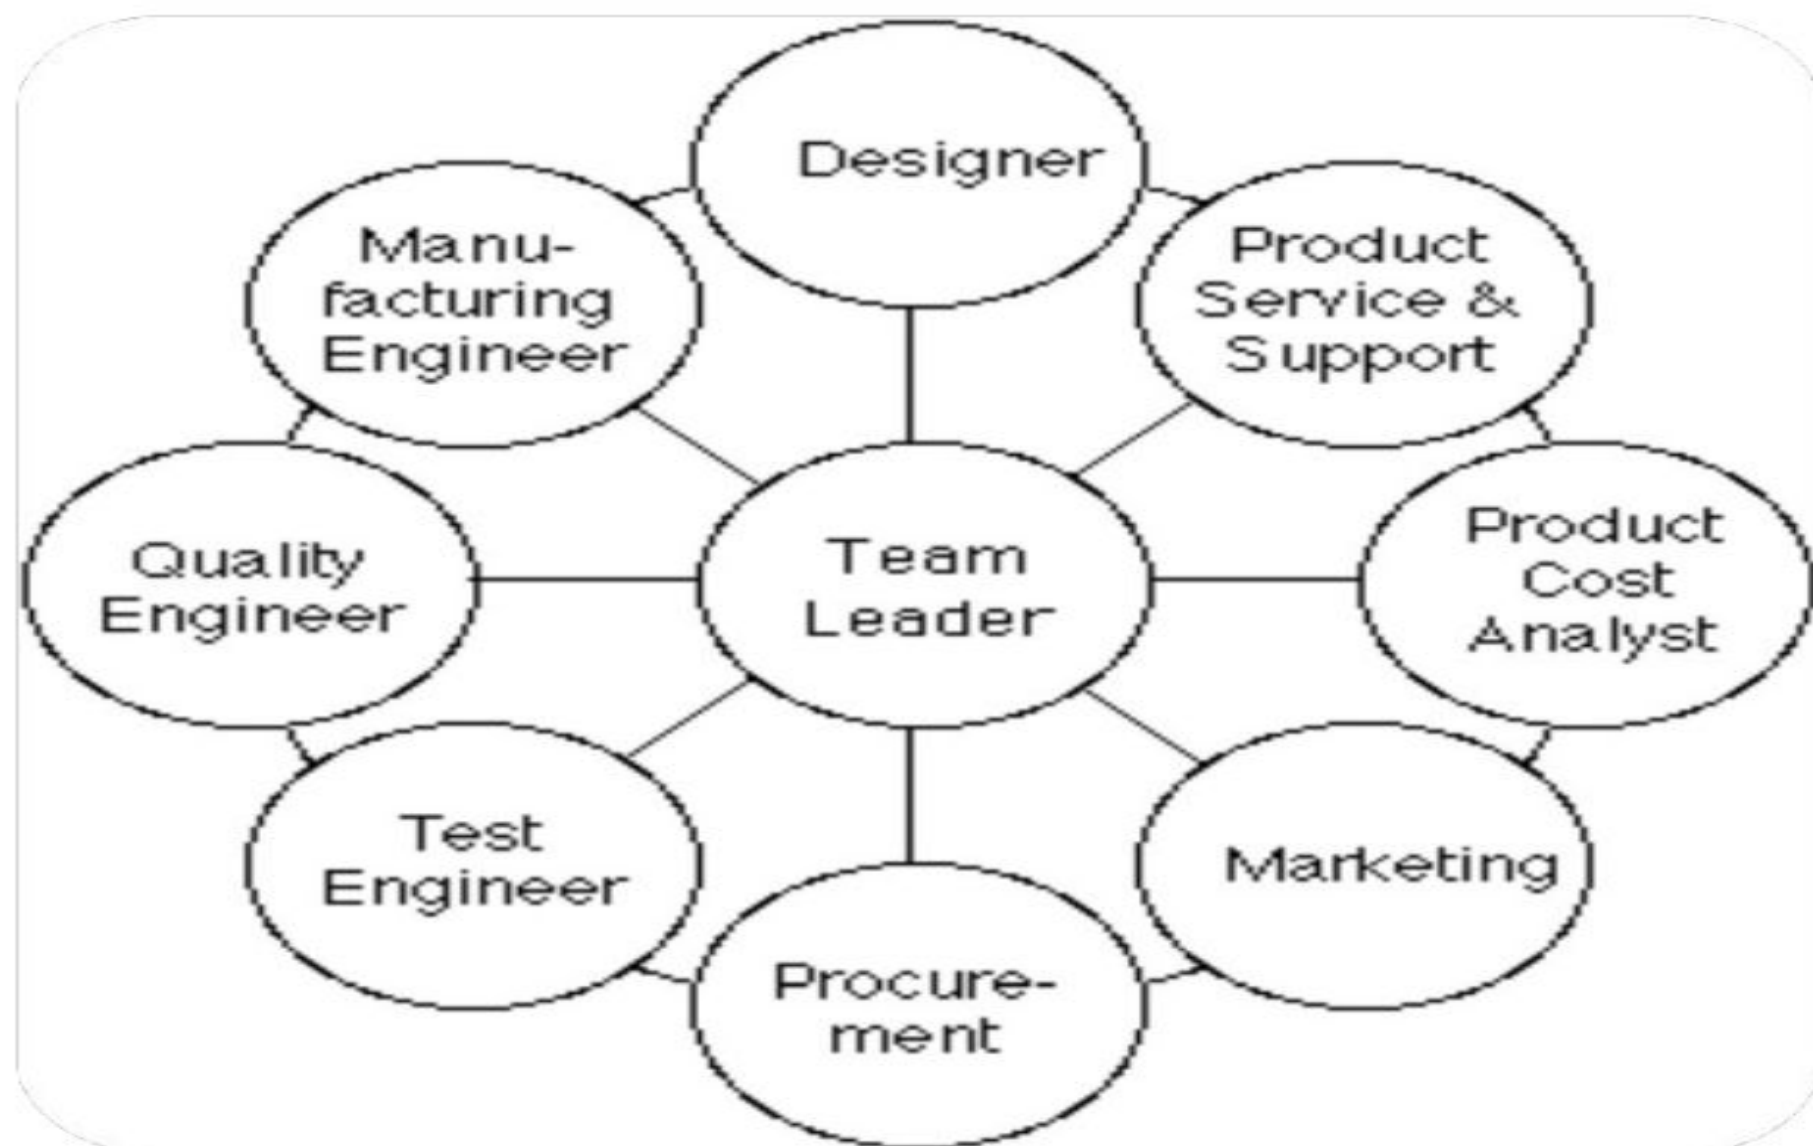 Designer
Manu-
facturing
Engineer
Product
Service &
Support
Quality
Engineer
Team
Leader
Product
Cost
Analyst
Test
Engineer
Marketing
Procure-
ment